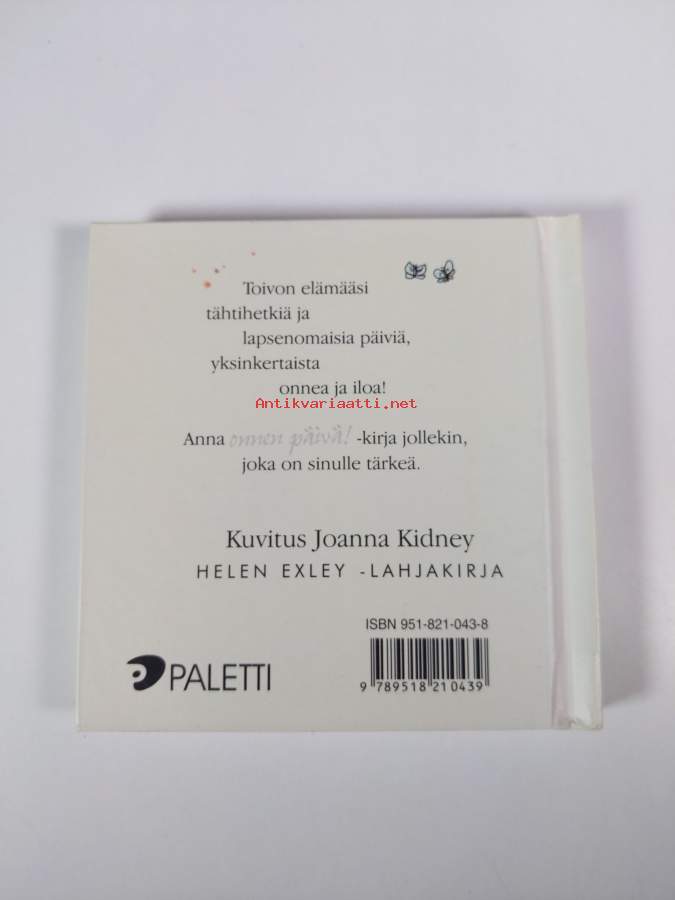 Toivon elämääsi
tähtihetkiä ja
lapsenomaisia päiviä,
yksinkertaista
onnea ja iloa!
Antikvariaatti.net
Anna onnen päivä! -kirja jollekin,
joka on sinulle tärkeä.
Kuvitus Joanna Kidney
HELEN EXLEY -LAHJAKIRJA
ISBN 951-821-043-8
PALETTI
9 789518 210439